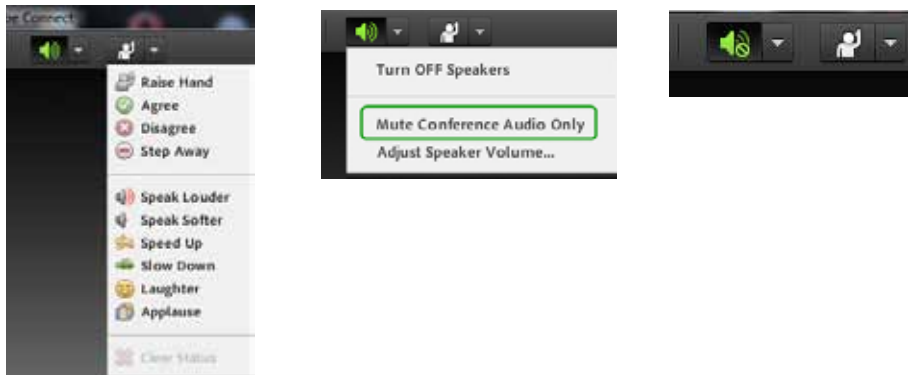 be Connect
Raise Hand
Agree
Disagree
Step Away
Speak Louder
Speak Softer
Speed Up
Slow Down
Laughter
Applause
Clear Status
Turn OFF Speakers
Mute Conference Audio Only
Adjust Speaker Volume...